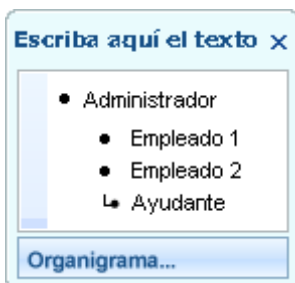 Escriba aquí el texto
Administrador
Empleado 1
Empleado 2
Ayudante
Organigrama...